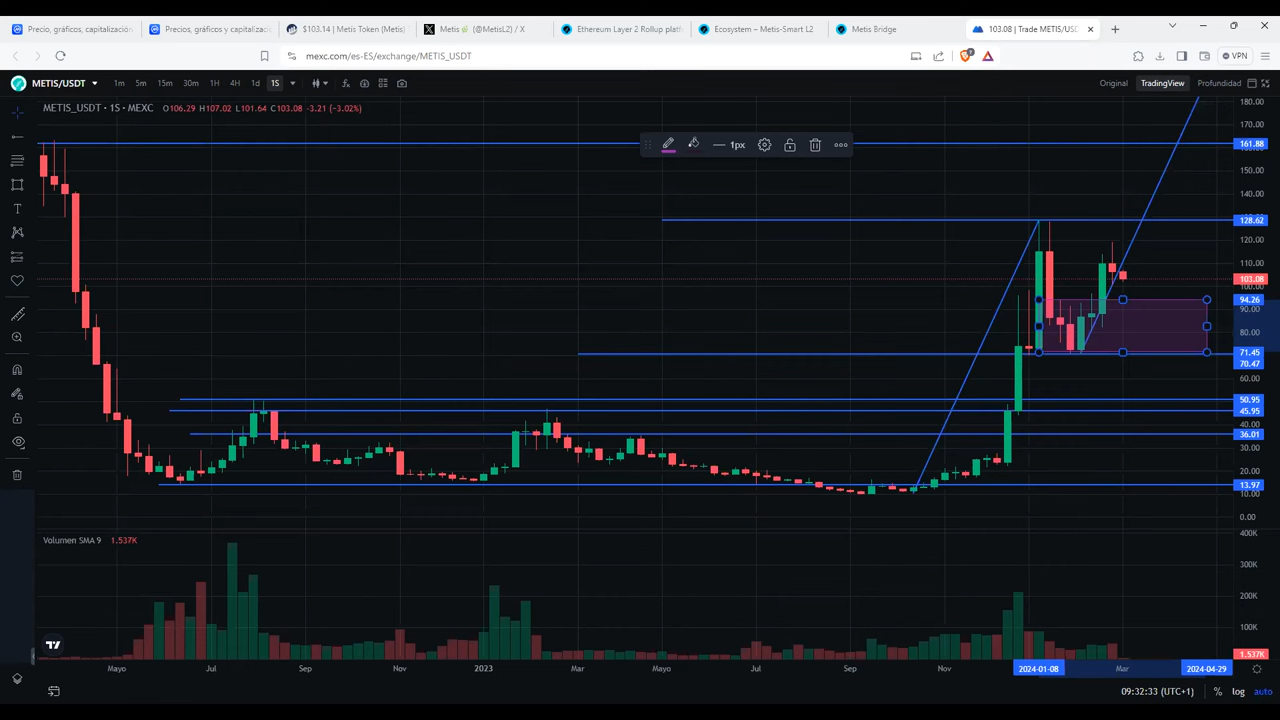 Precio, gráficos, capitalización
Precios, gráficos y capitalizació
$103.14 | Metis Token (Metis)
Metis🌿 (@MetisL2) / X
Ethereum Layer 2 Rollup platf
Ecosystem – Metis-Smart L2
Metis Bridge
103.08 | Trade METIS/USDT
mexc.com/es-ES/exchange/METIS_USDT
VPN
METIS/USDT
1m 5m 15m 30m 1H 4H 1d 1S
Original TradingView Profundidad
METIS_USDT · 1S · MEXC O106.29 H107.02 L101.64 C103.08 -3.21 (-3.02%)
1px
180.00
170.00
161.88
150.00
140.00
128.62
120.00
110.00
103.08
100.00
94.26
90.00
80.00
71.45
70.47
60.00
50.95
45.95
40.00
36.01
30.00
20.00
13.97
10.00
0.00
Volumen SMA 9 1.537K
400K
300K
200K
100K
1.537K
Mayo Jul Sep Nov 2023 Mar Mayo Jul Sep Nov 2024-01-08 Mar 2024-04-29
09:32:33 (UTC+1) % log auto